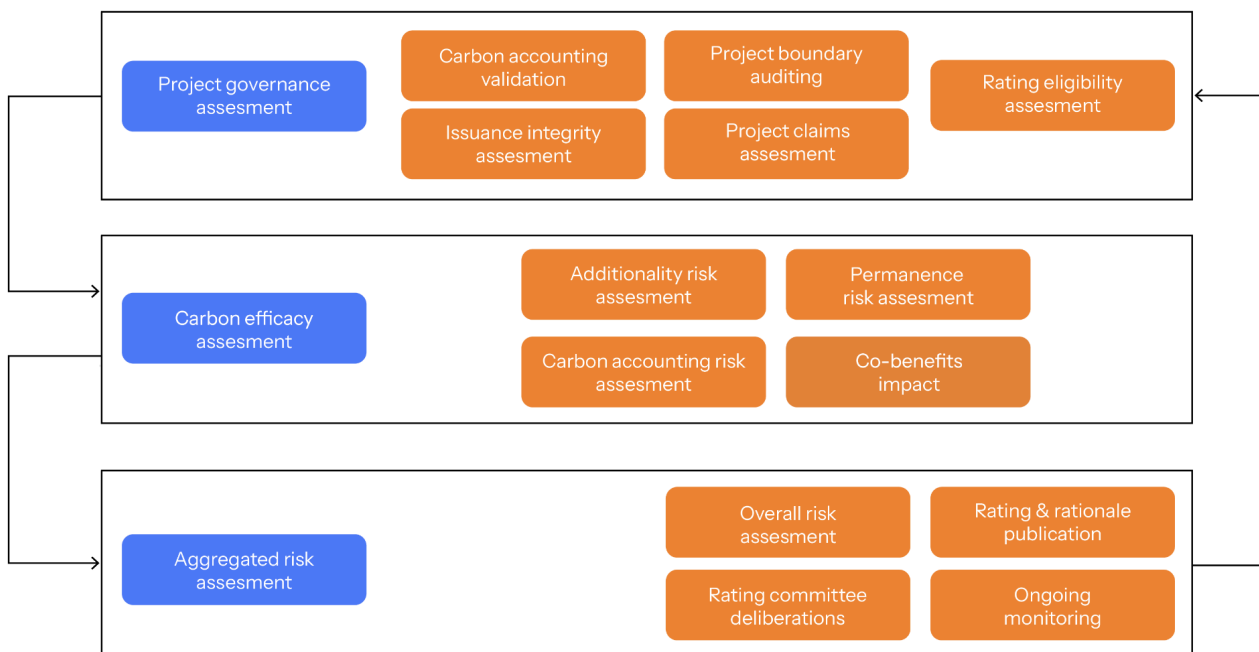 Project governance
assesment
Carbon accounting
validation
Project boundary
auditing
Issuance integrity
assesment
Project claims
assesment
Rating eligibility
assesment
Carbon efficacy
assesment
Additionality risk
assesment
Permanence
risk assesment
Carbon accounting risk
assesment
Co-benefits
impact
Aggregated risk
assesment
Overall risk
assesment
Rating & rationale
publication
Rating committee
deliberations
Ongoing
monitoring